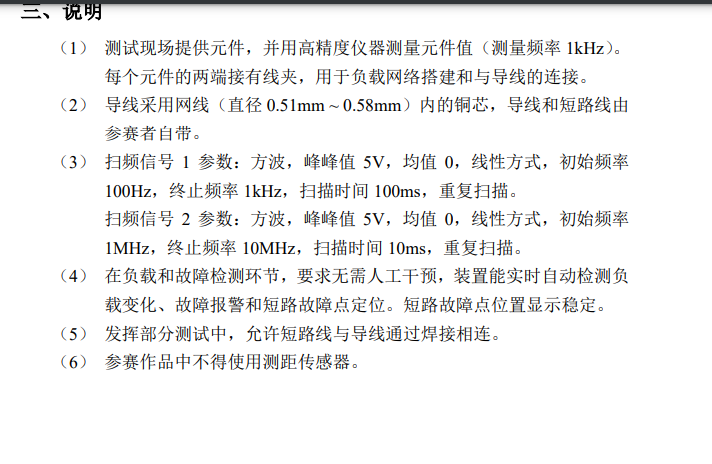 三、说明
（1） 测试现场提供元件，并用高精度仪器测量元件值（测量频率 1kHz）。
每个元件的两端接有线夹，用于负载网络搭建和与导线的连接。
（2） 导线采用网线（直径 0.51mm ~ 0.58mm）内的铜芯，导线和短路线由
参赛者自带。
（3） 扫频信号 1 参数：方波，峰峰值 5V，均值 0，线性方式，初始频率
100Hz，终止频率 1kHz，扫描时间 100ms，重复扫描。
扫频信号 2 参数：方波，峰峰值 5V，均值 0，线性方式，初始频率
1MHz，终止频率 10MHz，扫描时间 10ms，重复扫描。
（4） 在负载和故障检测环节，要求无需人工干预，装置能实时自动检测负
载变化、故障报警和短路故障点定位。短路故障点位置显示稳定。
（5） 发挥部分测试中，允许短路线与导线通过焊接相连。
（6） 参赛作品中不得使用测距传感器。